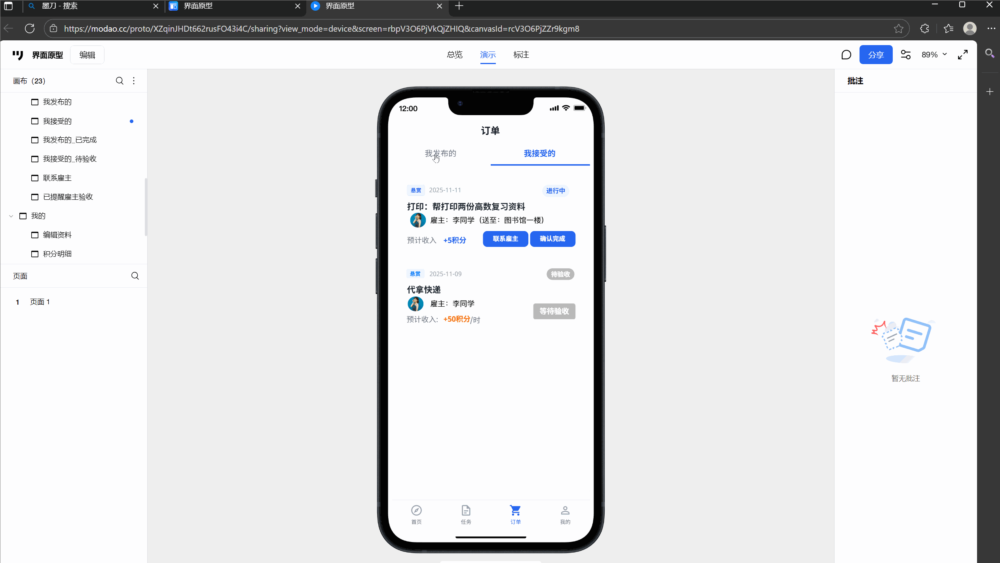 墨刀 - 搜索
界面原型
界面原型
https://modao.cc/proto/XZqinJHDt662rusFO43i4C/sharing?view_mode=device&screen=rbpV3O6PjVkQjZHIQ&canvasId=rcV3O6PjZZr9kgm8
界面原型
编辑
总览
演示
标注
分享
89%
画布（23）
我发布的
我接受的
我发布的_已完成
我接受的_待验收
联系雇主
已提醒雇主验收
我的
编辑资料
积分明细
页面
1 页面 1
12:00
订单
我发布的
我接受的
悬赏 2025-11-11 进行中
打印：帮打印两份高数复习资料
雇主：李同学（送至：图书馆一楼）
预计收入 +5积分 联系雇主 确认完成
悬赏 2025-11-09 待验收
代拿快递
雇主：李同学
等待验收
预计收入: +50积分/时
首页
任务
订单
我的
批注
暂无批注